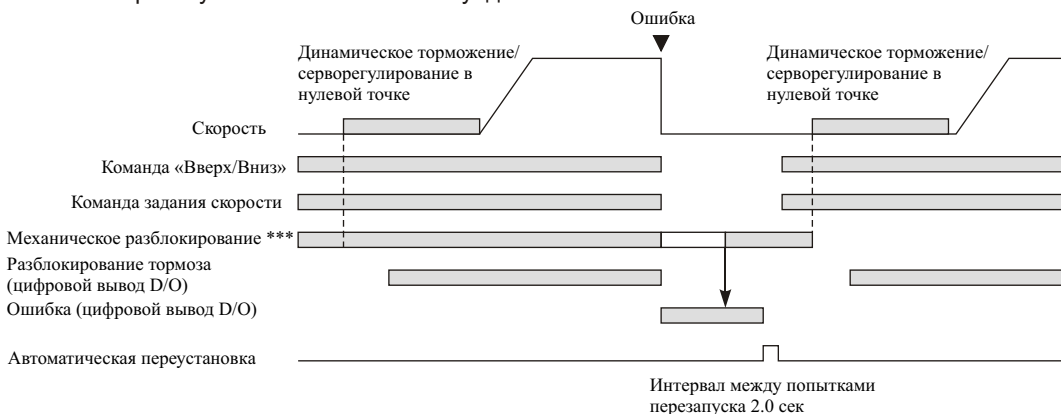 Ошибка
Динамическое торможение/
серворегулирование в
нулевой точке
Динамическое торможение/
серворегулирование в
нулевой точке
Скорость
Команда «Вверх/Вниз»
Команда задания скорости
Механическое разблокирование ***
Разблокирование тормоза
(цифровой вывод D/O)
Ошибка (цифровой вывод D/O)
Автоматическая переустановка
Интервал между попытками
перезапуска 2.0 сек